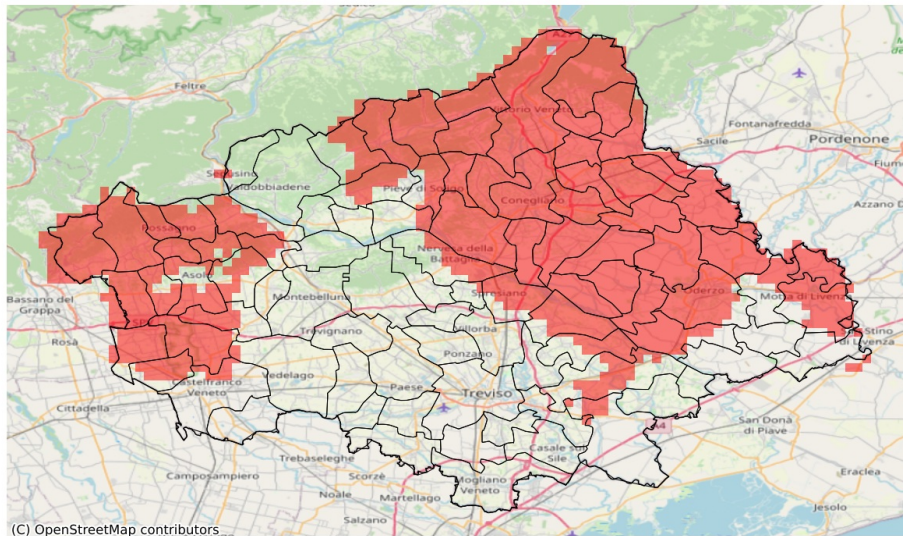 Feltre
Vittorio Veneto
Fontanafredda
Sacile
Pordenone
Fiume
Valdobbiadene
Pieve di Soligo
Conegliano
Azzano D
Nervesa della
Battaglia
Asolo
Oderzo
Bassano del
Grappa
Montebelluna
Spresiano
Motta di Livenza
Rosà
Trevignano
Villorba
Stino
di Livenza
Ponzano
Castelfranco
Veneto
Vedelago
Paese
Treviso
Cittadella
A4
San Donà
di Piave
Trebaseleghe
Casale sul
Sile
Camposampiero
Scorzè
Mogliano
Veneto
Eraclea
Noale
Martellago
Jesolo
Salzano
(C) OpenStreetMap contributors